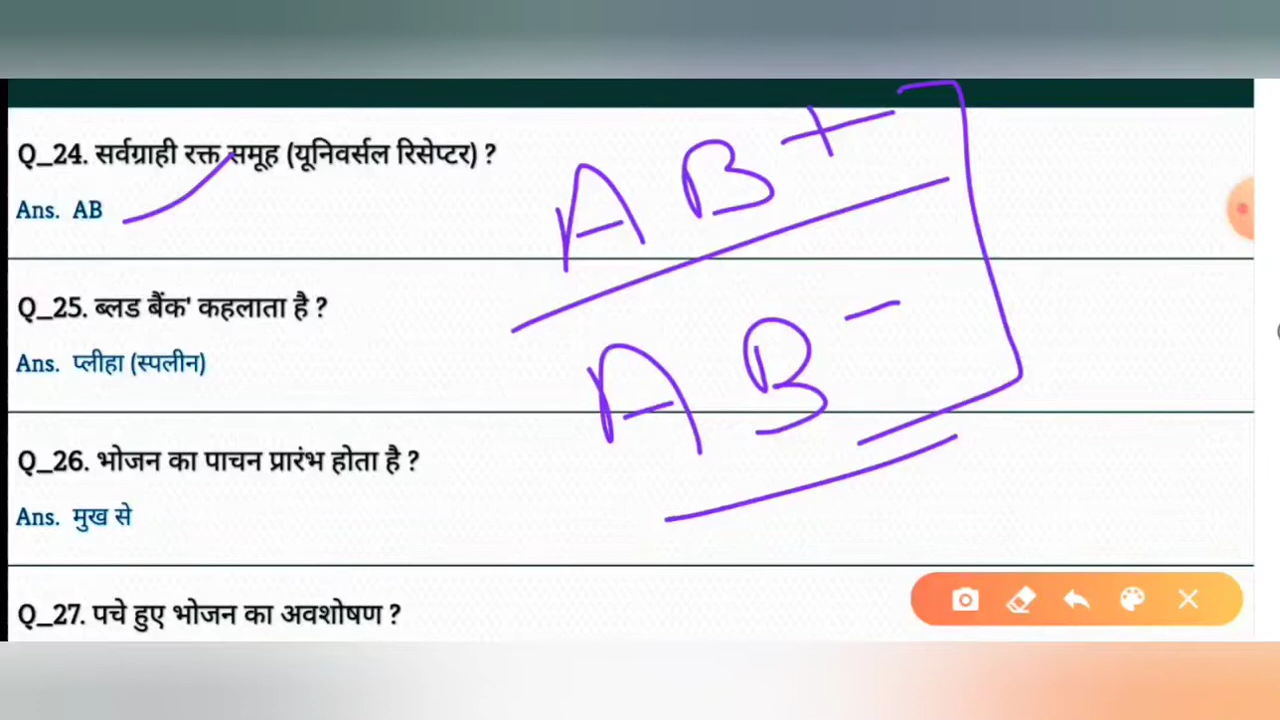 Q_24. सर्वग्राही रक्त समूह (यूनिवर्सल रिसेप्टर) ?
Ans. AB
AB+
Q_25. ब्लड बैंक' कहलाता है ?
Ans. प्लीहा (स्पलीन)
AB-
Q_26. भोजन का पाचन प्रारंभ होता है ?
Ans. मुख से
Q_27. पचे हुए भोजन का अवशोषण ?